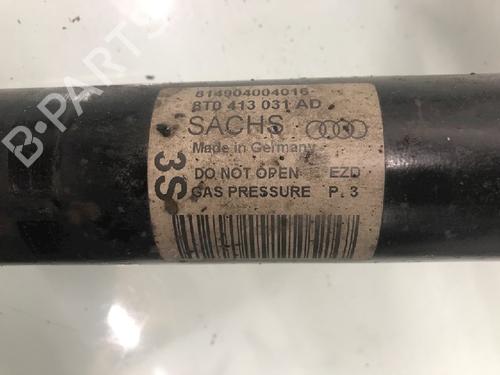 814904004016
8T0 413 031 AD
SACHS
Made in Germany
DO NOT OPEN EZD
GAS PRESSURE P. 3
3S
B-PARTS